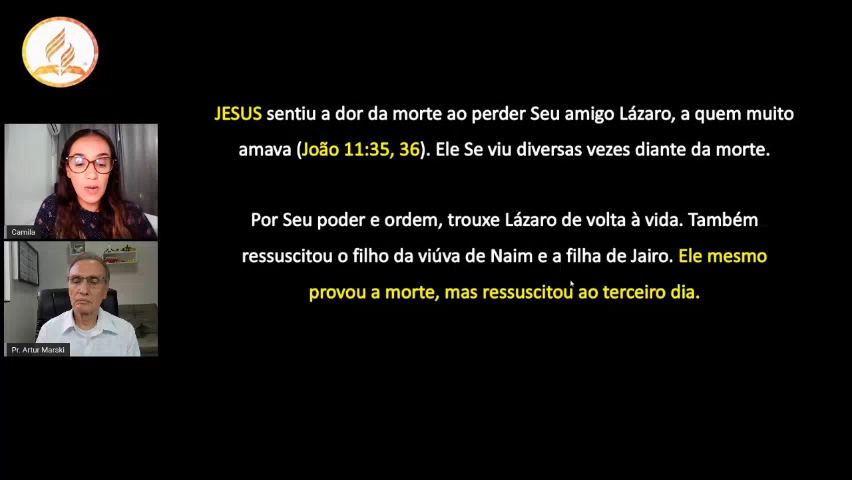 JESUS sentiu a dor da morte ao perder Seu amigo Lázaro, a quem muito
amava (João 11:35, 36). Ele Se viu diversas vezes diante da morte.
Por Seu poder e ordem, trouxe Lázaro de volta à vida. Também
ressuscitou o filho da viúva de Naim e a filha de Jairo. Ele mesmo
provou a morte, mas ressuscitou ao terceiro dia.
Camila
Pr. Artur Maraki